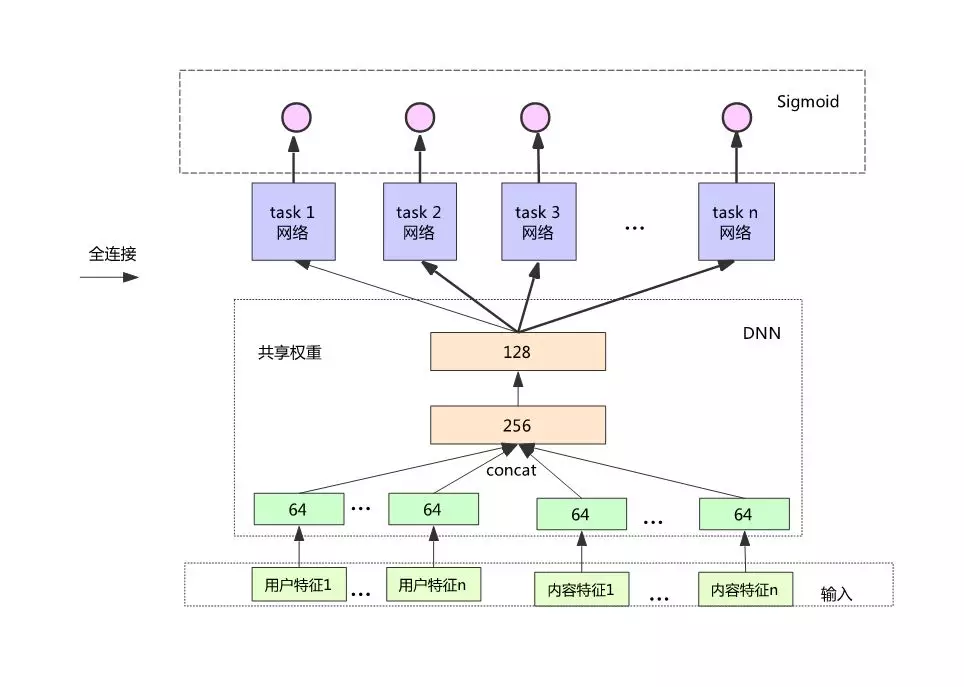 Sigmoid
task 1
网络
task 2
网络
task 3
网络
...
task n
网络
全连接
DNN
共享权重
128
256
concat
64
...
64
64
...
64
用户特征1
...
用户特征n
内容特征1
...
内容特征n
输入